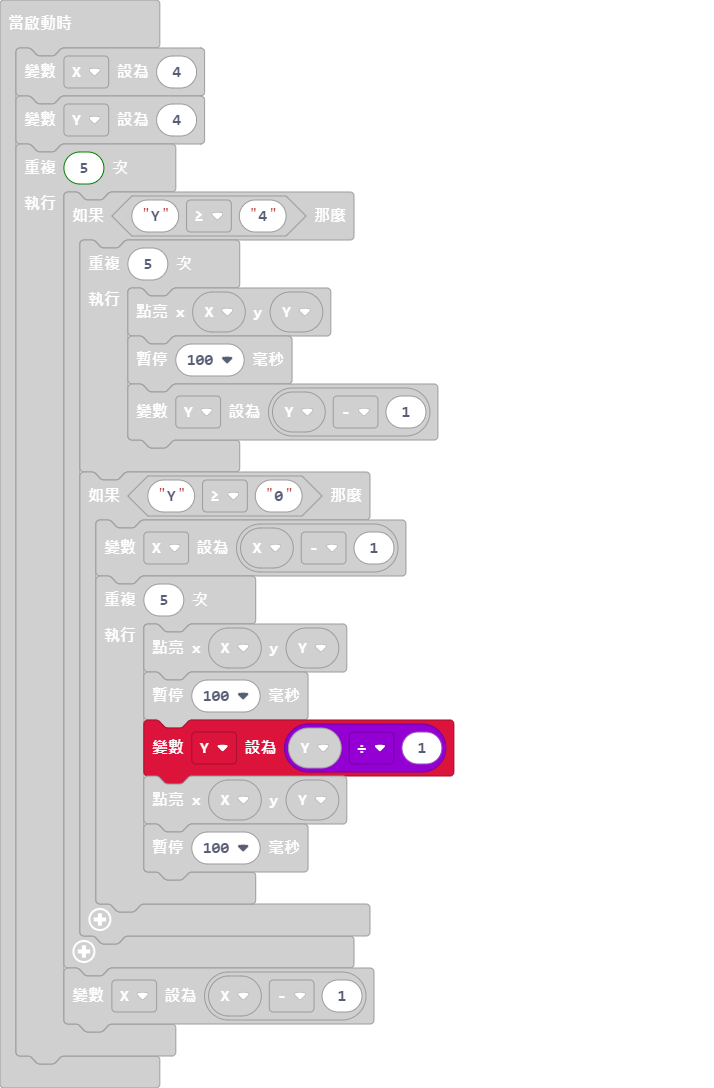 當啟動時
變數 X 設為 4
變數 Y 設為 4
重複 5 次
執行
如果 "Y" ≥ "4" 那麼
重複 5 次
執行
點亮 x X y Y
暫停 100 毫秒
變數 Y 設為 Y - 1
如果 "Y" ≥ "0" 那麼
變數 X 設為 X - 1
重複 5 次
執行
點亮 x X y Y
暫停 100 毫秒
變數 Y 設為 Y ÷ 1
點亮 x X y Y
暫停 100 毫秒
變數 X 設為 X - 1